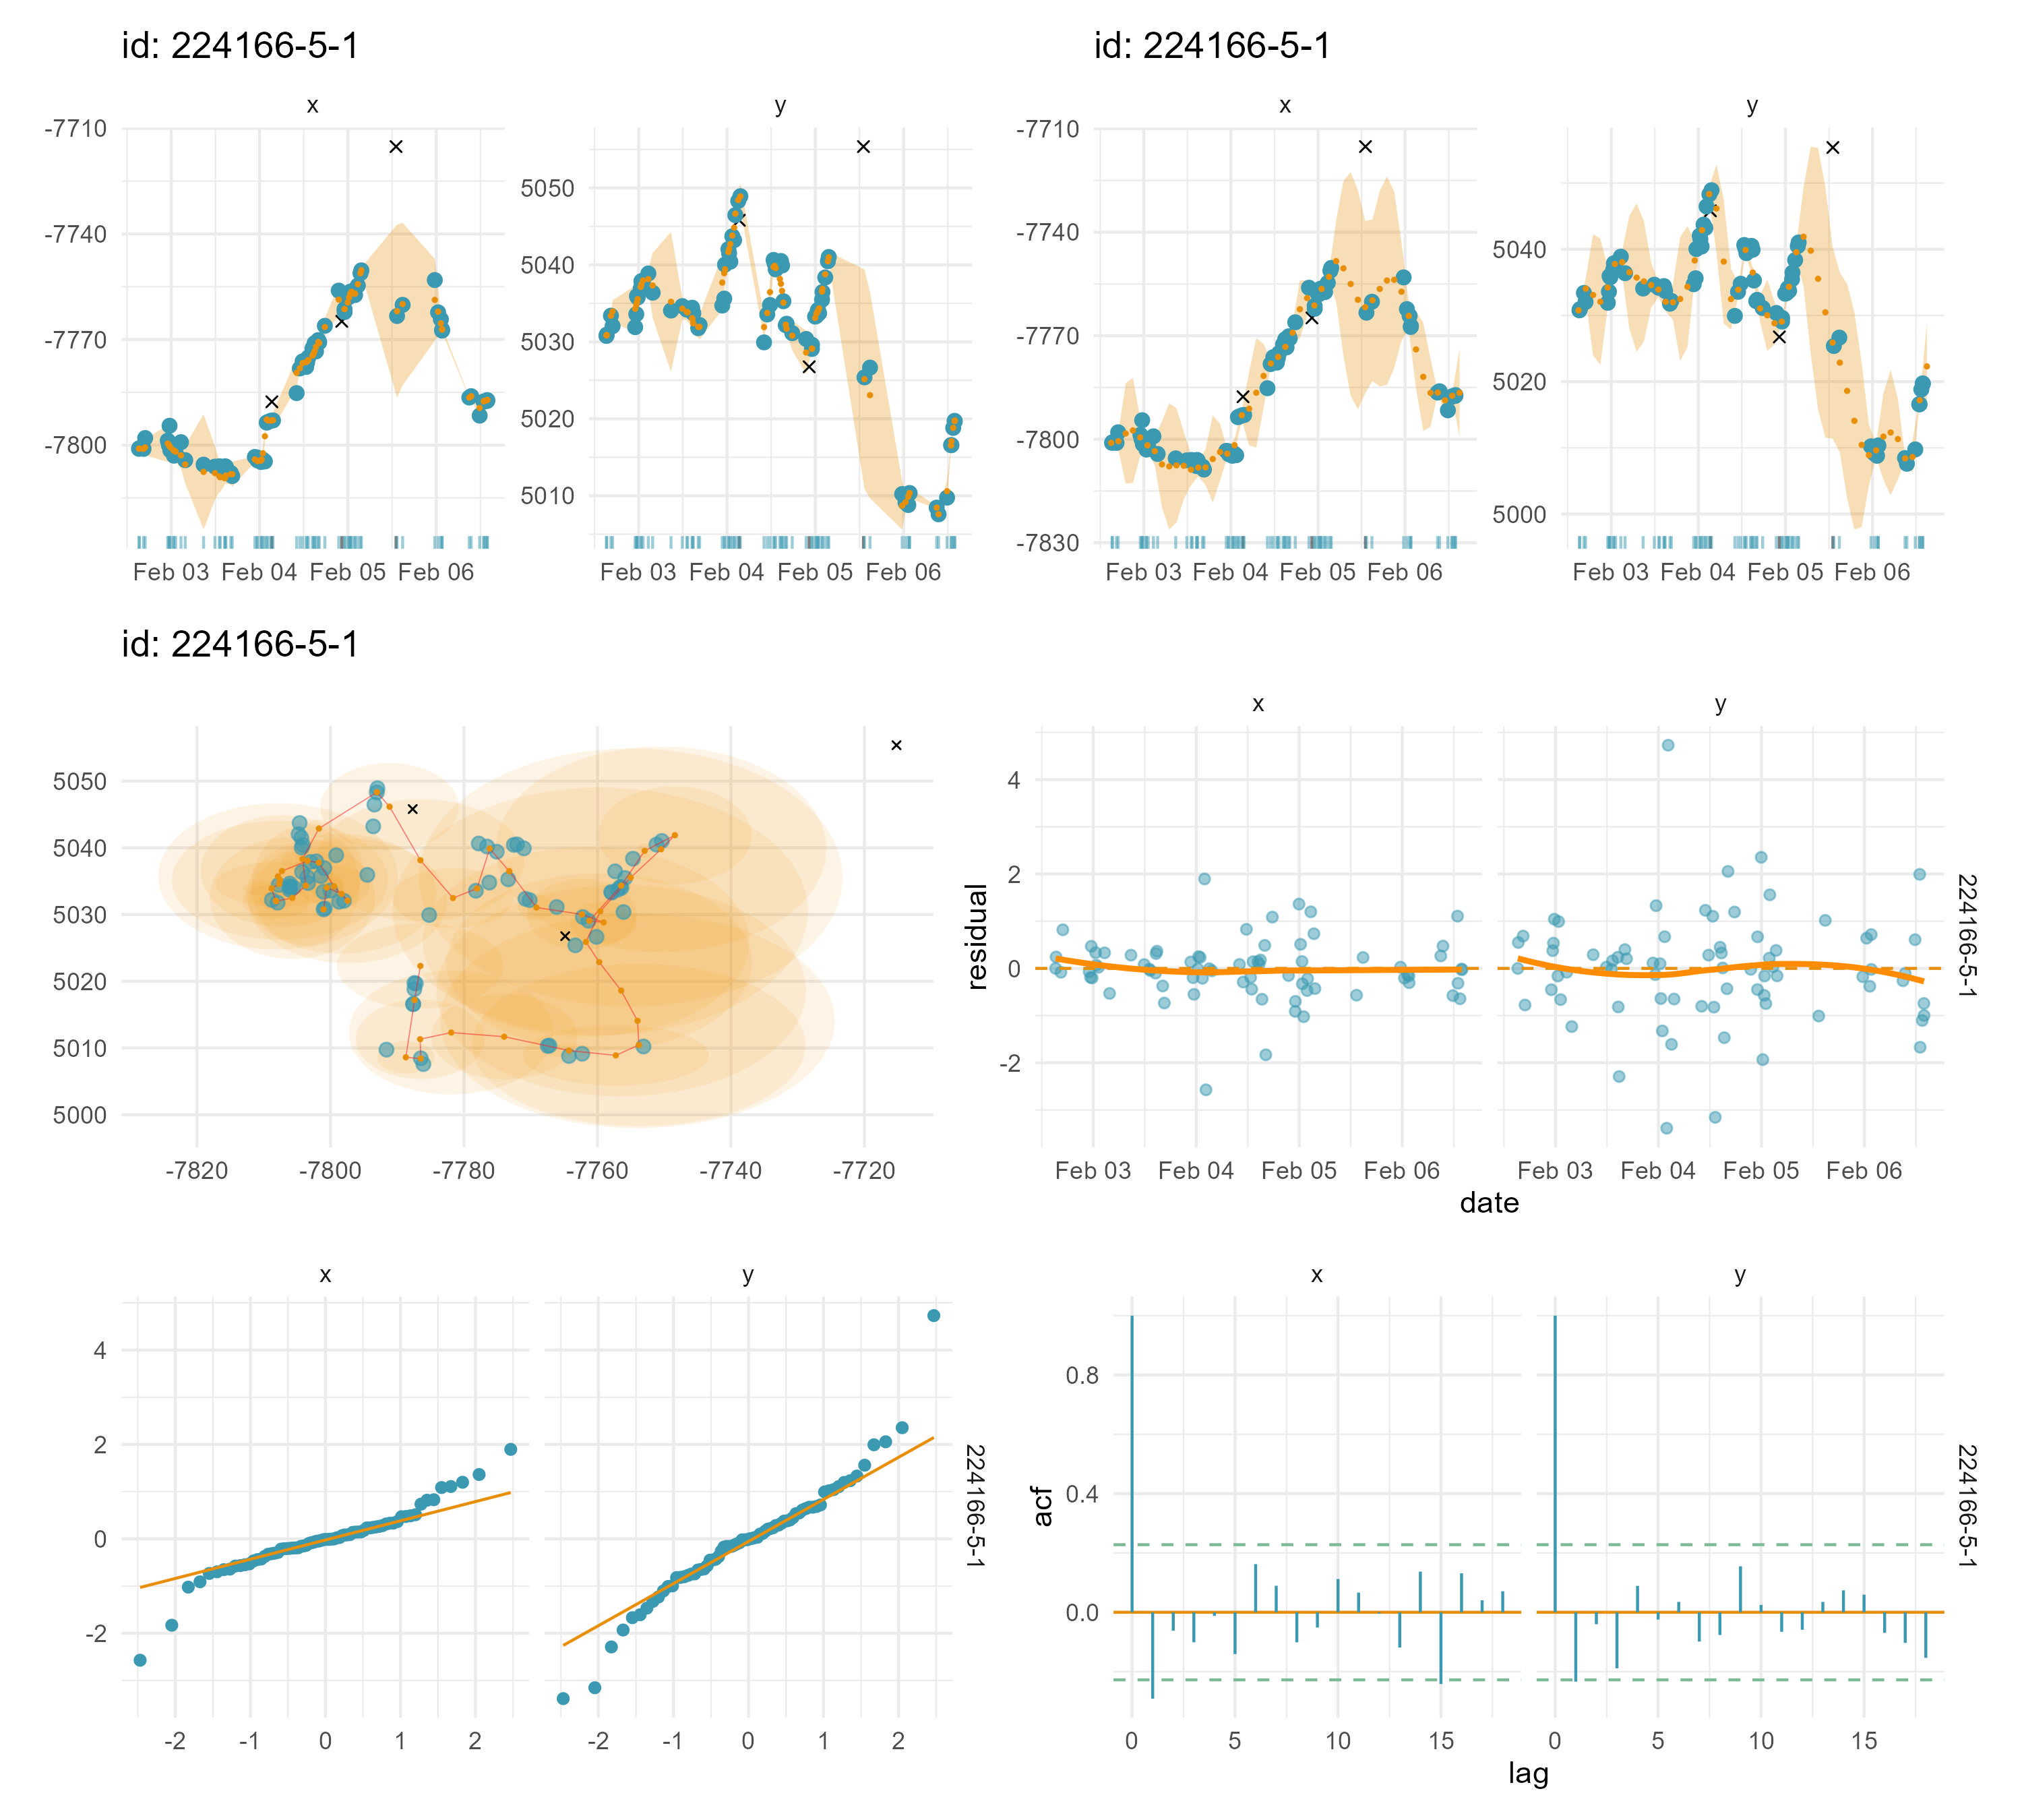 id: 224166-5-1
id: 224166-5-1
x
y
x
y
-7710
-7740
-7770
-7800
5050
5040
5030
5020
5010
-7710
-7740
-7770
-7800
-7830
5040
5020
5000
Feb 03 Feb 04 Feb 05 Feb 06
Feb 03 Feb 04 Feb 05 Feb 06
Feb 03 Feb 04 Feb 05 Feb 06
Feb 03 Feb 04 Feb 05 Feb 06
id: 224166-5-1
5050
5040
5030
5020
5010
5000
-7820 -7800 -7780 -7760 -7740 -7720
x
y
residual
4
2
0
-2
224166-5-1
Feb 03 Feb 04 Feb 05 Feb 06
Feb 03 Feb 04 Feb 05 Feb 06
date
x
y
4
2
0
-2
224166-5-1
-2 -1 0 1 2
-2 -1 0 1 2
x
y
acf
0.8
0.4
0.0
224166-5-1
0 5 10 15
0 5 10 15
lag